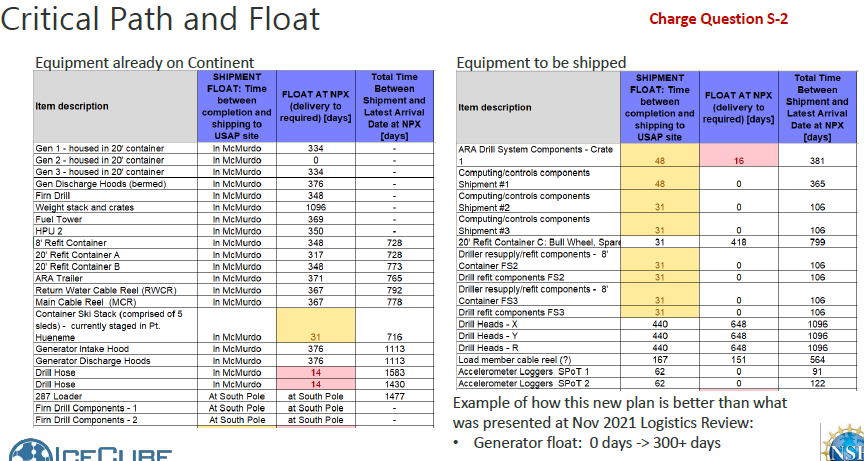 Critical Path and Float
Charge Question S-2
Equipment already on Continent
Item description | SHIPMENT FLOAT: Time between completion and shipping to USAP site | FLOAT AT NPX (delivery to required) [days] | Total Time Between Shipment and Latest Arrival Date at NPX [days]
Gen 1 - housed in 20' container | In McMurdo | 334 | -
Gen 2 - housed in 20' container | In McMurdo | 0 | -
Gen 3 - housed in 20' container | In McMurdo | 334 | -
Gen Discharge Hoods (bermed) | In McMurdo | 376 | -
Firn Drill | In McMurdo | 348 | -
Weight stack and crates | In McMurdo | 1096 | -
Fuel Tower | In McMurdo | 369 | -
HPU 2 | In McMurdo | 350 | -
8' Refit Container | In McMurdo | 348 | 728
20' Refit Container A | In McMurdo | 317 | 728
20' Refit Container B | In McMurdo | 348 | 773
ARA Trailer | In McMurdo | 371 | 765
Return Water Cable Reel (RWCR) | In McMurdo | 367 | 792
Main Cable Reel (MCR) | In McMurdo | 367 | 778
Container Ski Stack (comprised of 5 sleds) - currently staged in Pt. Hueneme | In McMurdo | 31 | 716
Generator Intake Hood | In McMurdo | 376 | 1113
Generator Discharge Hoods | In McMurdo | 376 | 1113
Drill Hose | In McMurdo | 14 | 1583
Drill Hose | In McMurdo | 14 | 1430
287 Loader | At South Pole | at South Pole | 1477
Firn Drill Components - 1 | At South Pole | at South Pole | -
Firn Drill Components - 2 | At South Pole | at South Pole | -
Equipment to be shipped
Item description | SHIPMENT FLOAT: Time between completion and shipping to USAP site | FLOAT AT NPX (delivery to required) [days] | Total Time Between Shipment and Latest Arrival Date at NPX [days]
ARA Drill System Components - Crate 1 | 48 | 16 | 381
Computing/controls components Shipment #1 | 48 | 0 | 365
Computing/controls components Shipment #2 | 31 | 0 | 106
Computing/controls components Shipment #3 | 31 | 0 | 106
20' Refit Container C: Bull Wheel, Spare | 31 | 418 | 799
Driller resupply/refit components - 8' Container FS2 | 31 | 0 | 106
Drill refit components FS2 | 31 | 0 | 106
Driller resupply/refit components - 8' Container FS3 | 31 | 0 | 106
Drill refit components FS3 | 31 | 0 | 106
Drill Heads - X | 440 | 648 | 1096
Drill Heads - Y | 440 | 648 | 1096
Drill Heads - R | 440 | 648 | 1096
Load member cable reel (?) | 167 | 151 | 564
Accelerometer Loggers SPoT 1 | 62 | 0 | 91
Accelerometer Loggers SPoT 2 | 62 | 0 | 122
Example of how this new plan is better than what
was presented at Nov 2021 Logistics Review:
• Generator float: 0 days -> 300+ days
ICECUBE
NSF